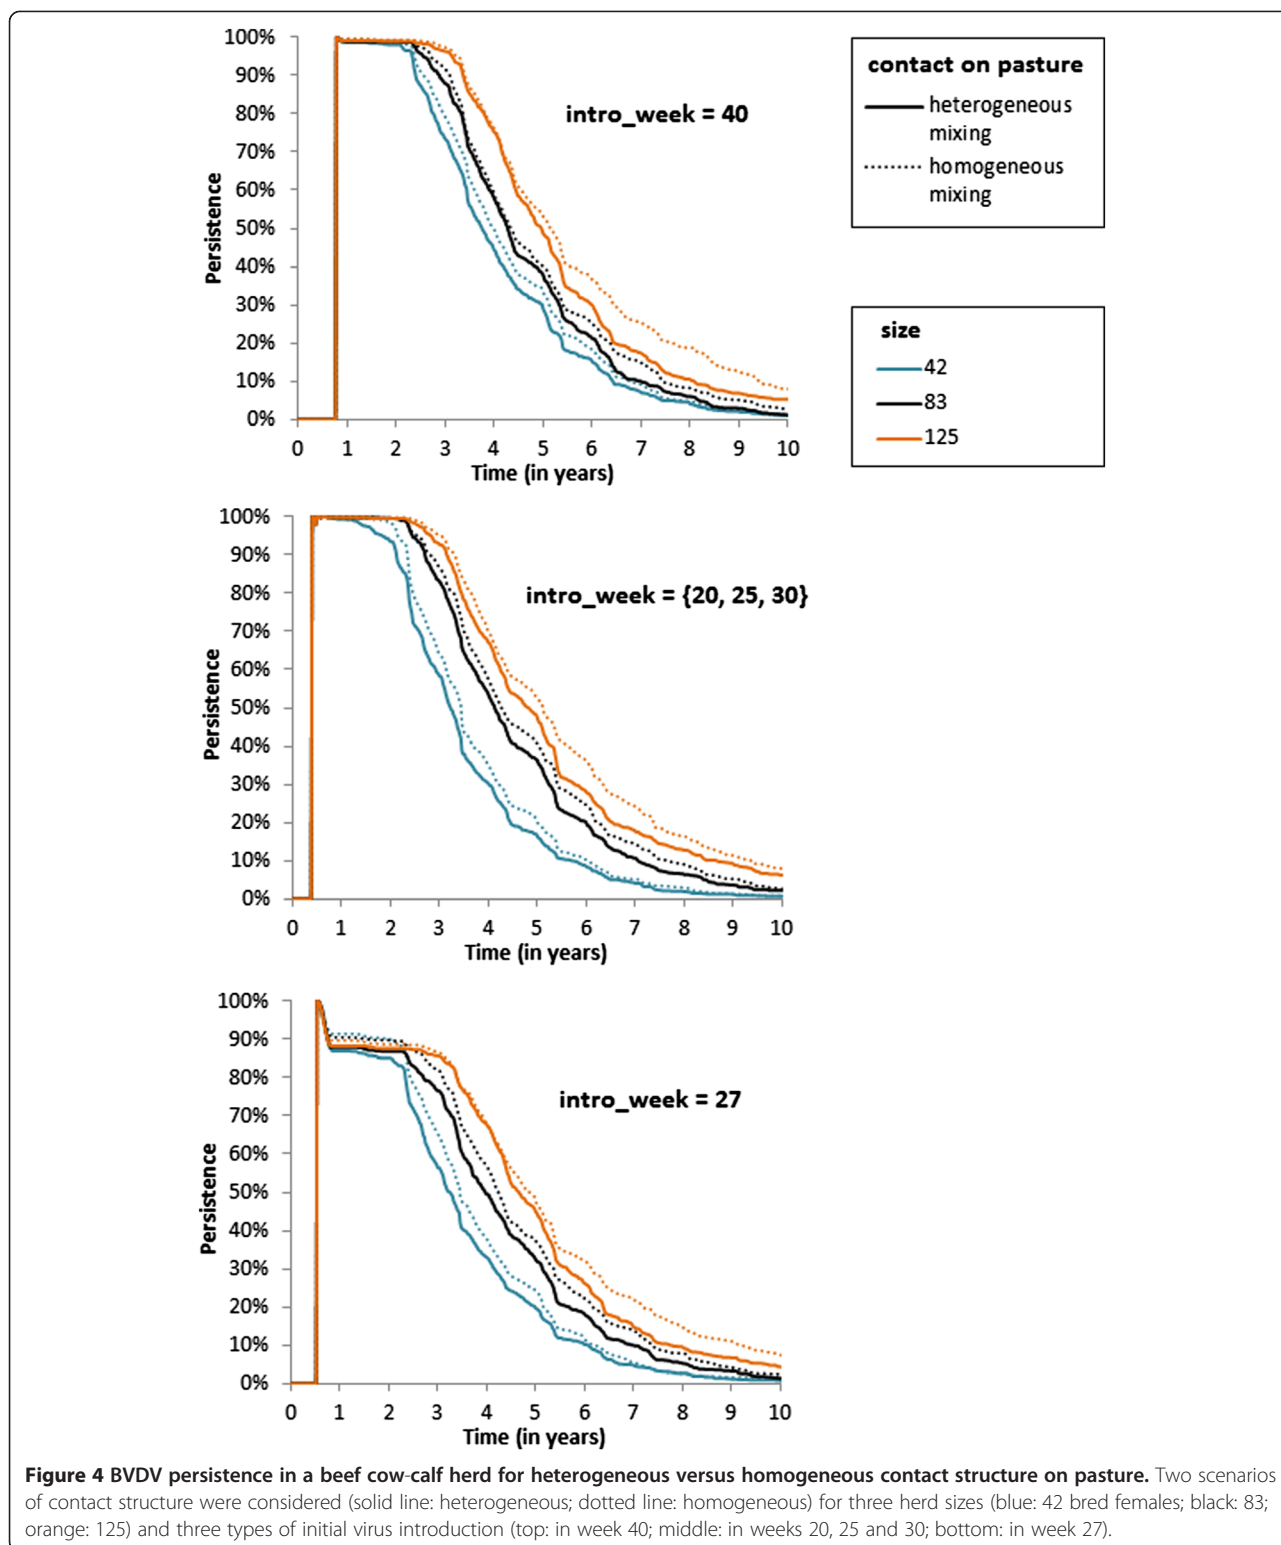 100%
90%
80%
70%
60%
50%
40%
30%
20%
10%
0%
Persistence
intro_week = 40
0 1 2 3 4 5 6 7 8 9 10
Time (in years)
contact on pasture
heterogeneous
mixing
homogeneous
mixing
size
42
83
125
100%
90%
80%
70%
60%
50%
40%
30%
20%
10%
0%
Persistence
intro_week = {20, 25, 30}
0 1 2 3 4 5 6 7 8 9 10
Time (in years)
100%
90%
80%
70%
60%
50%
40%
30%
20%
10%
0%
Persistence
intro_week = 27
0 1 2 3 4 5 6 7 8 9 10
Time (in years)
Figure 4 BVDV persistence in a beef cow-calf herd for heterogeneous versus homogeneous contact structure on pasture. Two scenarios
of contact structure were considered (solid line: heterogeneous; dotted line: homogeneous) for three herd sizes (blue: 42 bred females; black: 83;
orange: 125) and three types of initial virus introduction (top: in week 40; middle: in weeks 20, 25 and 30; bottom: in week 27).